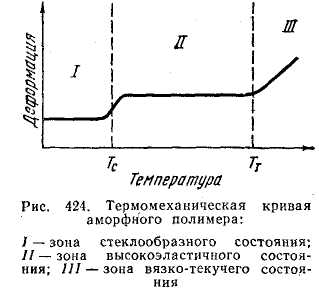 Деформация
I
II
III
Tс
Tт
Температура
Рис. 424. Термомеханическая кривая
аморфного полимера:
I — зона стеклообразного состояния;
II — зона высокоэластичного состоя-
ния; III — зона вязко-текучего состоя-
ния